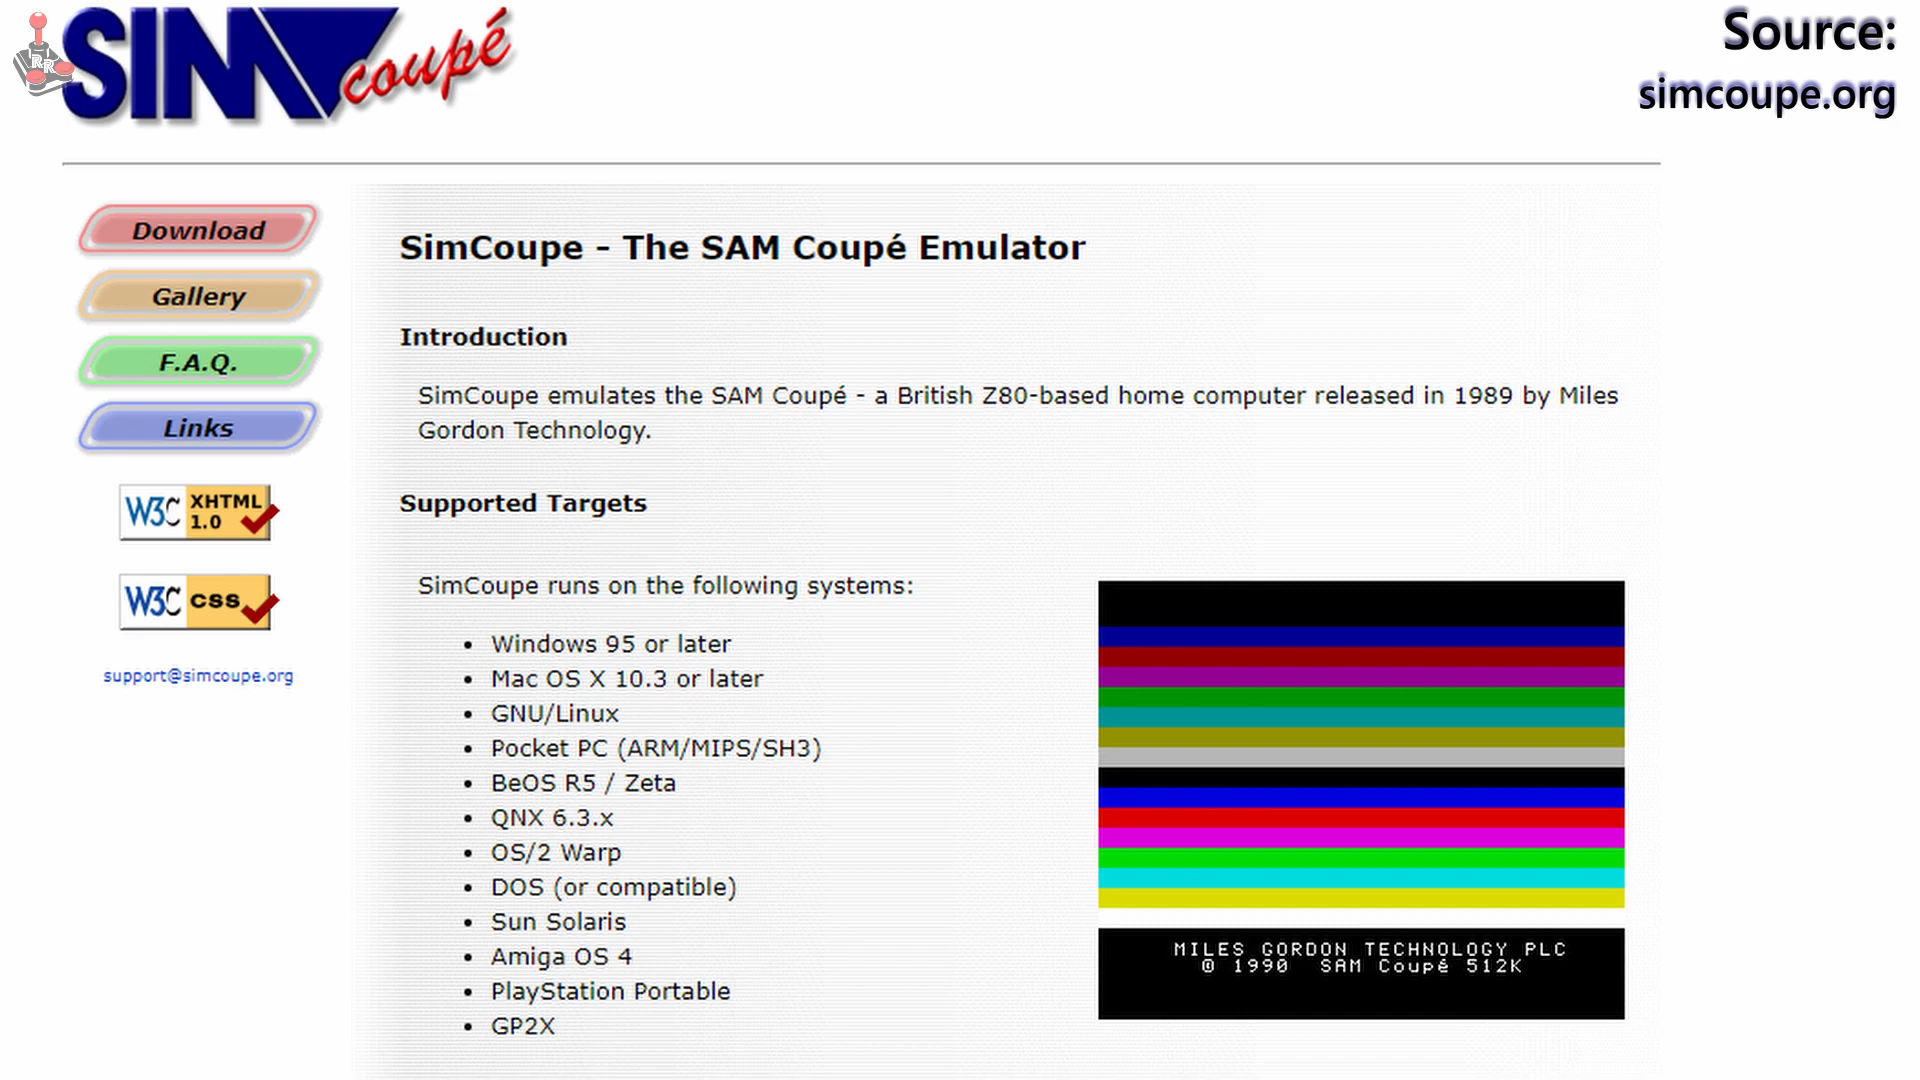 SIM coupé
RR
Source:
simcoupe.org
Download
Gallery
F.A.Q.
Links
W3C XHTML 1.0
W3C css
support@simcoupe.org
SimCoupe - The SAM Coupé Emulator
Introduction
SimCoupe emulates the SAM Coupé - a British Z80-based home computer released in 1989 by Miles
Gordon Technology.
Supported Targets
SimCoupe runs on the following systems:
• Windows 95 or later
• Mac OS X 10.3 or later
• GNU/Linux
• Pocket PC (ARM/MIPS/SH3)
• BeOS R5 / Zeta
• QNX 6.3.x
• OS/2 Warp
• DOS (or compatible)
• Sun Solaris
• Amiga OS 4
• PlayStation Portable
• GP2X
MILES GORDON TECHNOLOGY PLC
© 1990 SAM Coupé 512K